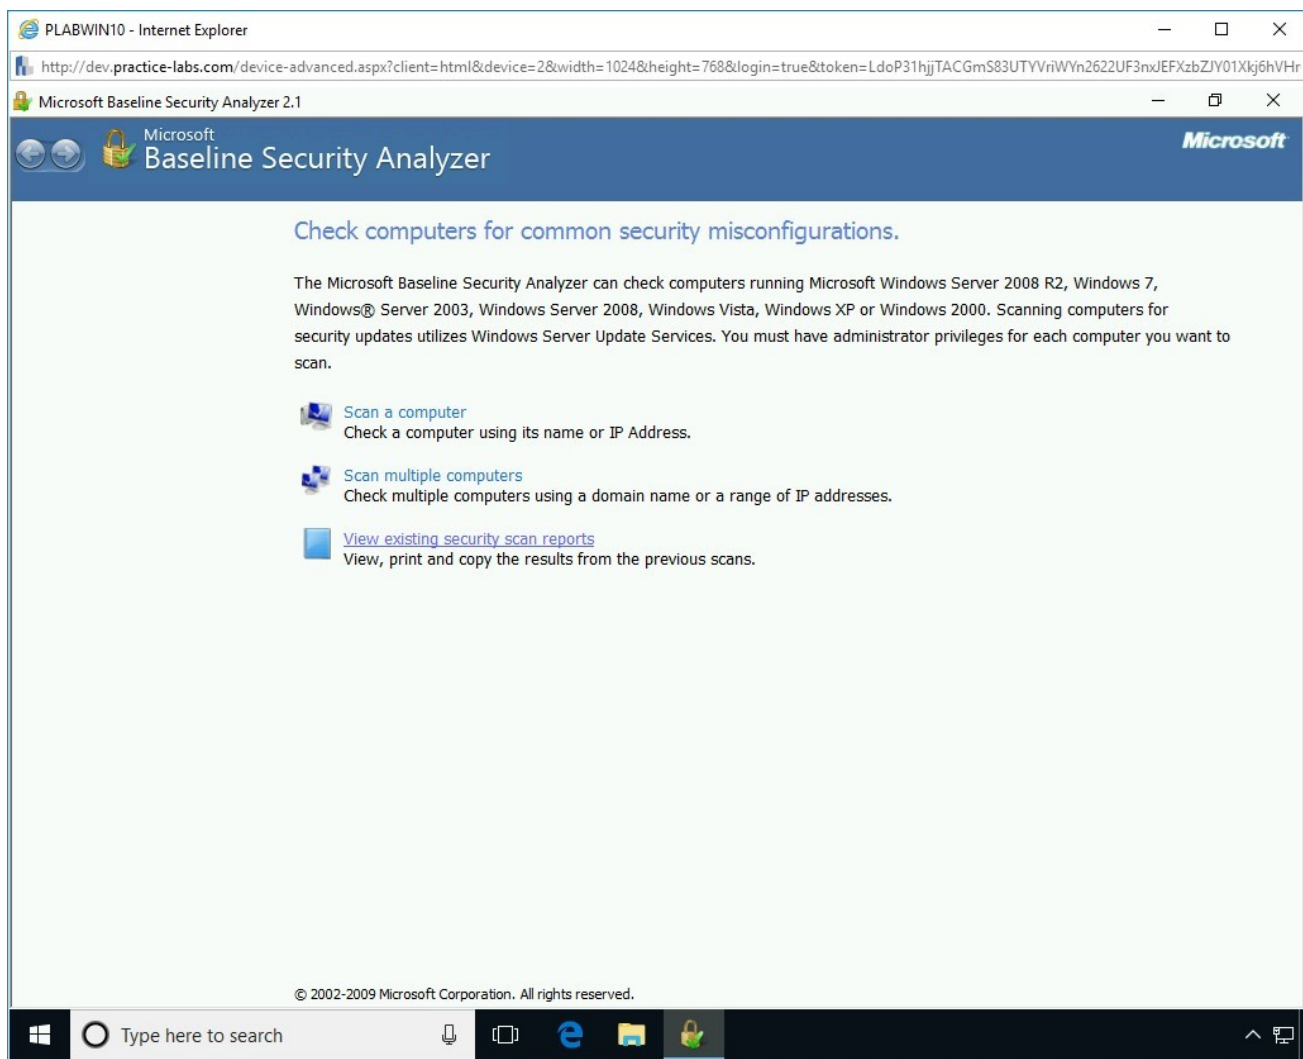 PLABWIN10 - Internet Explorer
http://dev.practice-labs.com/device-advanced.aspx?client=html&device=2&width=1024&height=768&login=true&token=LdoP31hjjTACGmS83UTYVriWYn2622UF3nxJEFXzbZJY01Xkj6hVHr
Microsoft Baseline Security Analyzer 2.1
Microsoft
Baseline Security Analyzer
Microsoft
Check computers for common security misconfigurations.
The Microsoft Baseline Security Analyzer can check computers running Microsoft Windows Server 2008 R2, Windows 7,
Windows® Server 2003, Windows Server 2008, Windows Vista, Windows XP or Windows 2000. Scanning computers for
security updates utilizes Windows Server Update Services. You must have administrator privileges for each computer you want to
scan.
Scan a computer
Check a computer using its name or IP Address.
Scan multiple computers
Check multiple computers using a domain name or a range of IP addresses.
View existing security scan reports
View, print and copy the results from the previous scans.
© 2002-2009 Microsoft Corporation. All rights reserved.
Type here to search